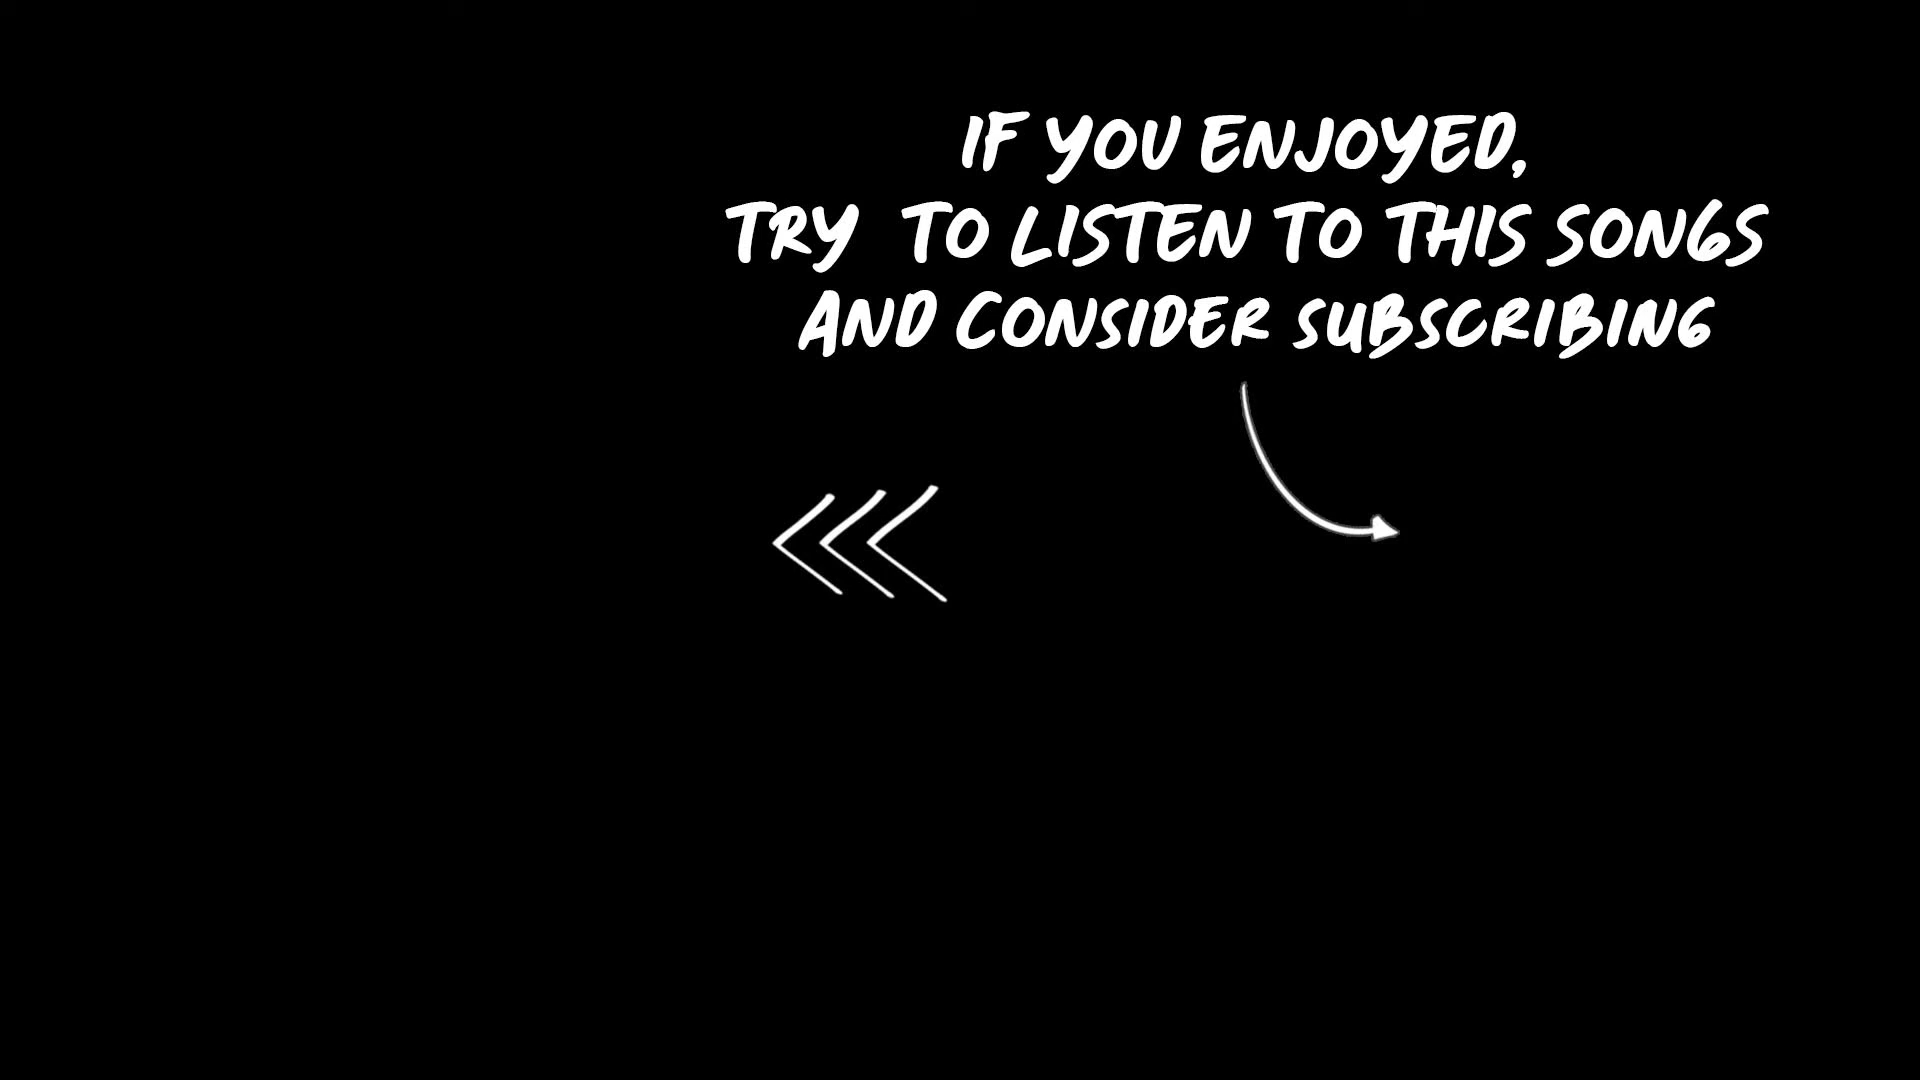 IF YOU ENJOYED,
TRY TO LISTEN TO THIS SONGS
AND CONSIDER SUBSCRIBING